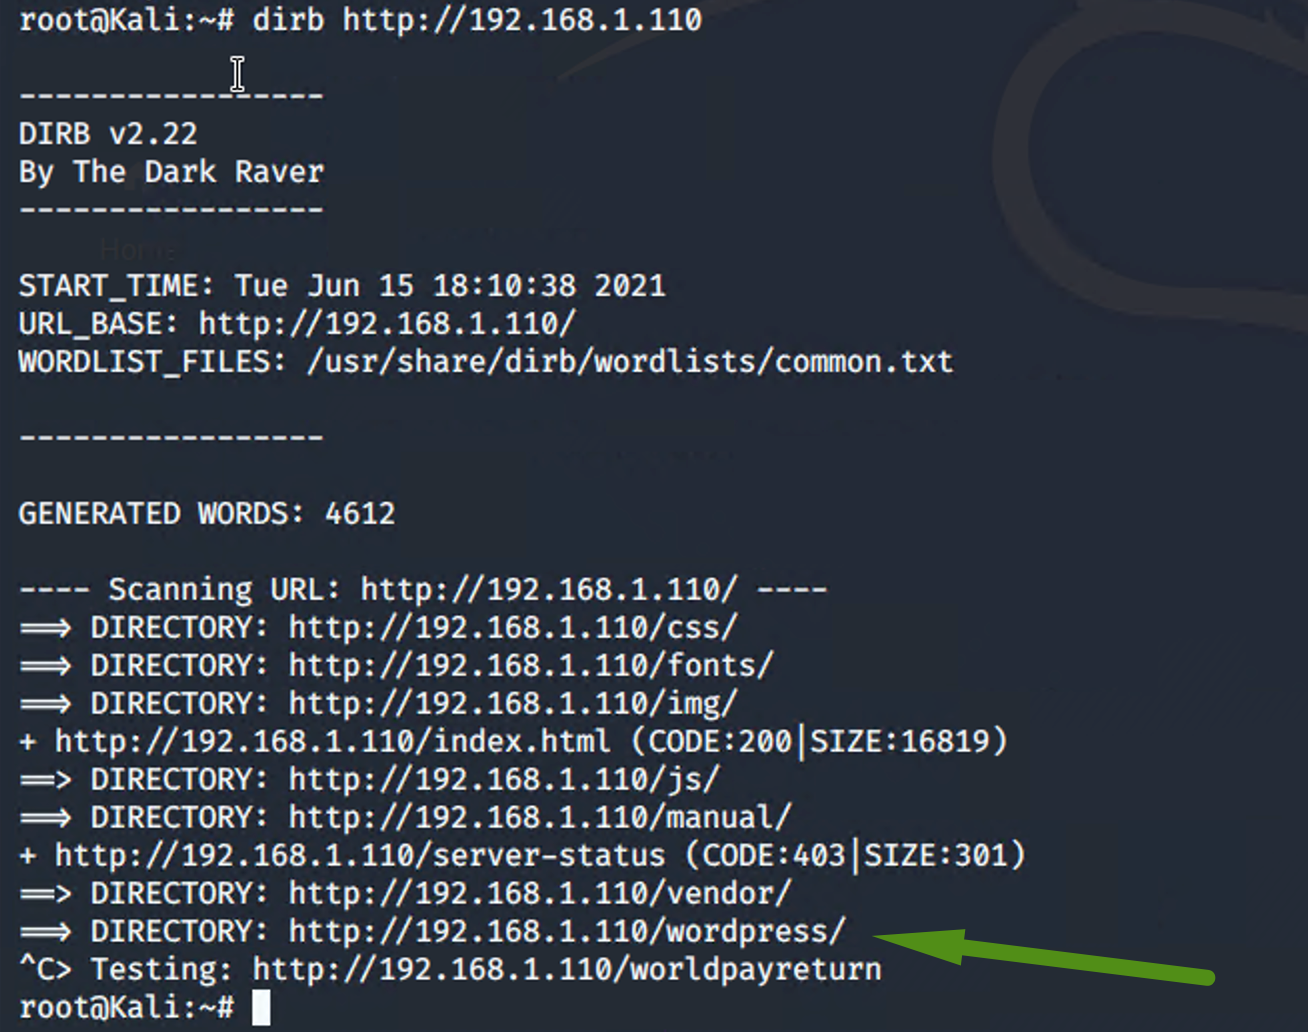 root@Kali:~# dirb http://192.168.1.110
-----------------
DIRB v2.22
By The Dark Raver
-----------------
Home
START_TIME: Tue Jun 15 18:10:38 2021
URL_BASE: http://192.168.1.110/
WORDLIST_FILES: /usr/share/dirb/wordlists/common.txt
-----------------
GENERATED WORDS: 4612
---- Scanning URL: http://192.168.1.110/ ----
==> DIRECTORY: http://192.168.1.110/css/
==> DIRECTORY: http://192.168.1.110/fonts/
==> DIRECTORY: http://192.168.1.110/img/
+ http://192.168.1.110/index.html (CODE:200|SIZE:16819)
==> DIRECTORY: http://192.168.1.110/js/
==> DIRECTORY: http://192.168.1.110/manual/
+ http://192.168.1.110/server-status (CODE:403|SIZE:301)
==> DIRECTORY: http://192.168.1.110/vendor/
==> DIRECTORY: http://192.168.1.110/wordpress/
^C> Testing: http://192.168.1.110/worldpayreturn
root@Kali:~#